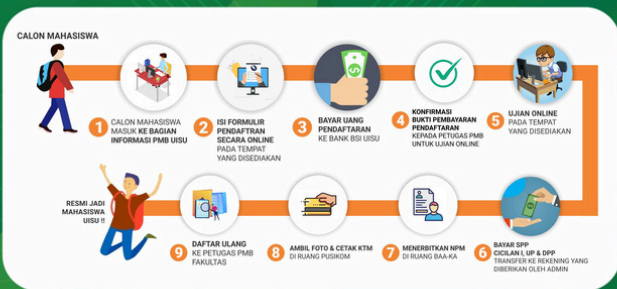 CALON MAHASISWA
1
CALON MAHASISWA
MASUK KE BAGIAN
INFORMASI PMB UISU
2
ISI FORMULIR
PENDAFTRAN
SECARA ONLINE
PADA TEMPAT
YANG DISEDIAKAN
3
BAYAR UANG
PENDAFTARAN
KE BANK BSI UISU
4
KONFIRMASI
BUKTI PEMBAYARAN
PENDAFTARAN
KEPADA PETUGAS PMB
UNTUK UJIAN ONLINE
5
UJIAN ONLINE
PADA TEMPAT
YANG DISEDIAKAN
6
BAYAR SPP
CICILAN I, UP & DPP
TRANSFER KE REKENING YANG
DIBERIKAN OLEH ADMIN
7
MENERBITKAN NPM
DI RUANG BAA-KA
8
AMBIL FOTO & CETAK KTM
DI RUANG PUSIKOM
9
DAFTAR ULANG
KE PETUGAS PMB
FAKULTAS
RESMI JADI
MAHASISWA
UISU !!